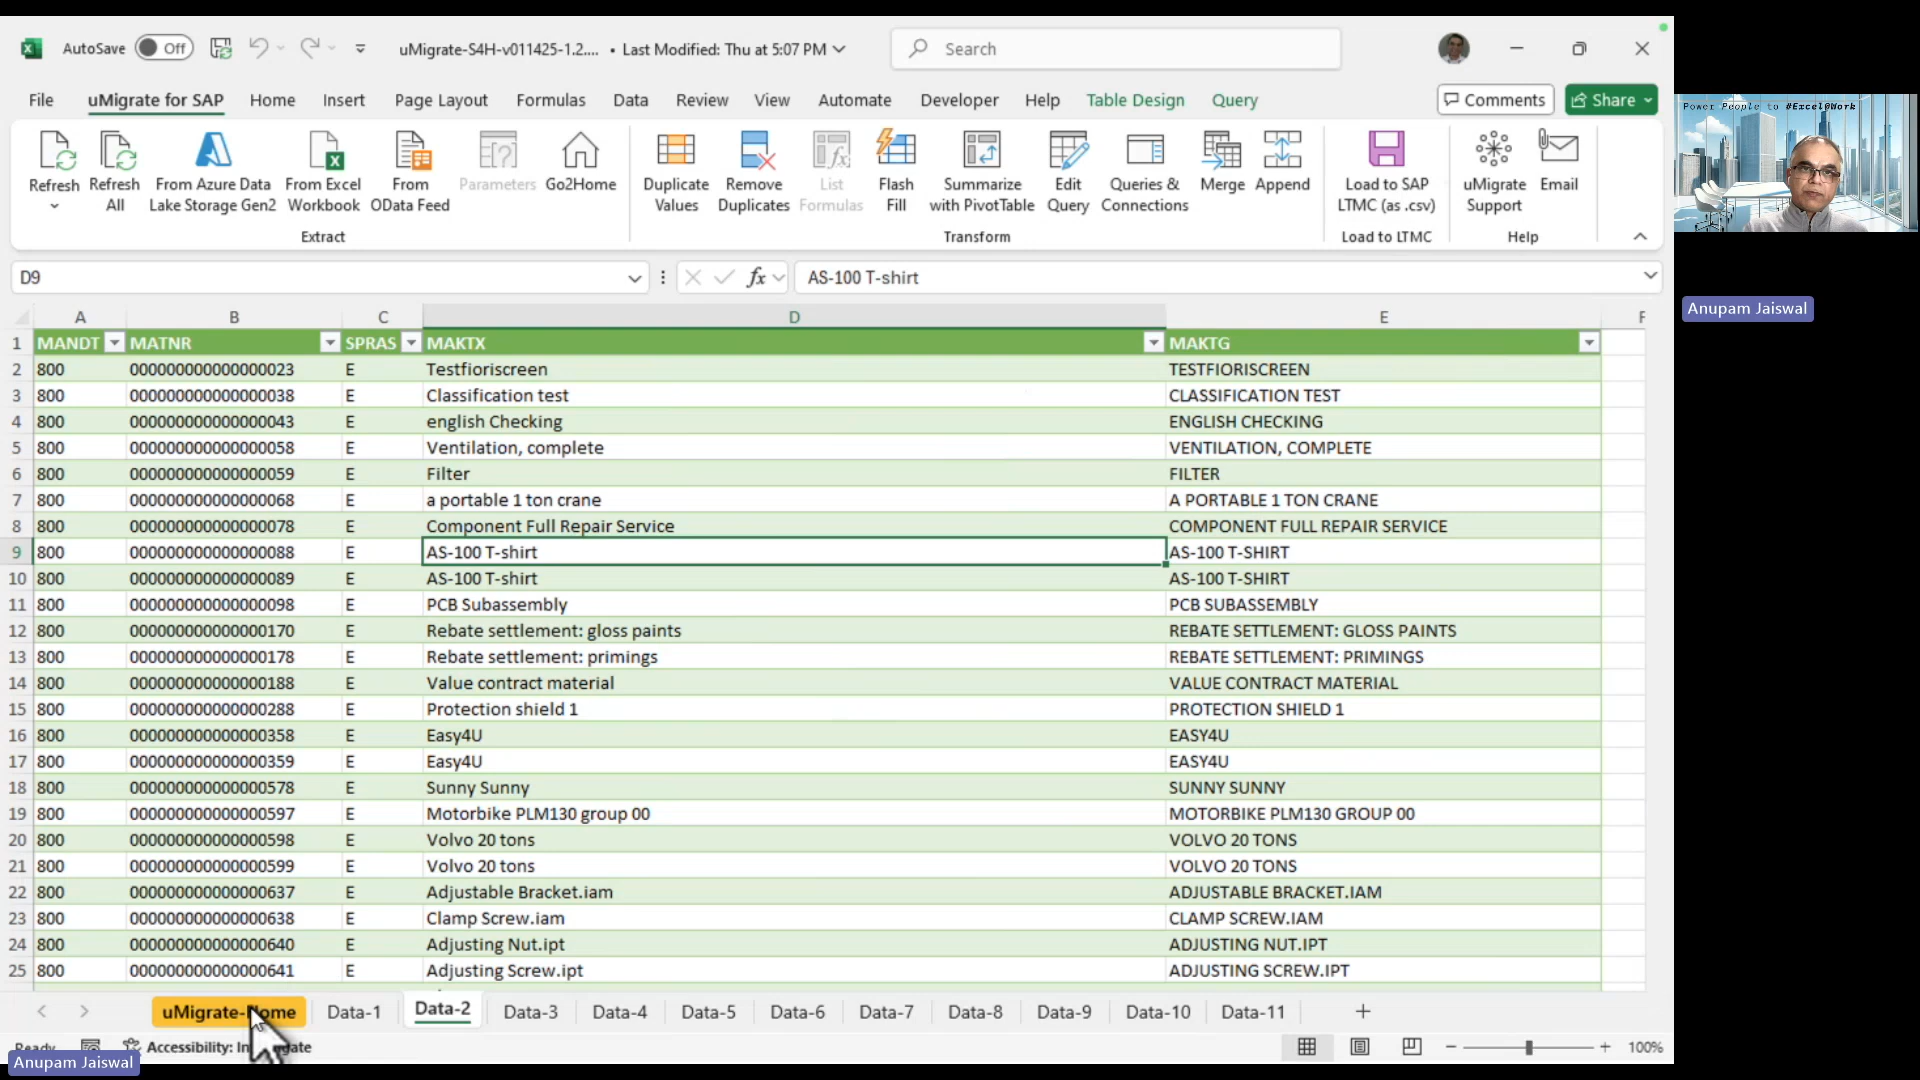 AutoSave Off uMigrate-S4H-v011425-1.2.... • Last Modified: Thu at 5:07 PM Search
File uMigrate for SAP Home Insert Page Layout Formulas Data Review View Automate Developer Help Table Design Query Comments Share
Refresh
Refresh All
From Azure Data Lake Storage Gen2
From Excel Workbook
From OData Feed
Parameters
Go2Home
Extract
Duplicate Values
Remove Duplicates
List Formulas
Flash Fill
Summarize with PivotTable
Edit Query
Queries & Connections
Merge
Append
Transform
Load to SAP LTMC (as .csv)
Load to LTMC
uMigrate Support
Email
Help
D9 fx AS-100 T-shirt
A B C D E F
1 MANDT MATNR SPRAS MAKTX MAKTG
2 800 000000000000000023 E Testfioriscreen TESTFIORISCREEN
3 800 000000000000000038 E Classification test CLASSIFICATION TEST
4 800 000000000000000043 E english Checking ENGLISH CHECKING
5 800 000000000000000058 E Ventilation, complete VENTILATION, COMPLETE
6 800 000000000000000059 E Filter FILTER
7 800 000000000000000068 E a portable 1 ton crane A PORTABLE 1 TON CRANE
8 800 000000000000000078 E Component Full Repair Service COMPONENT FULL REPAIR SERVICE
9 800 000000000000000088 E AS-100 T-shirt AS-100 T-SHIRT
10 800 000000000000000089 E AS-100 T-shirt AS-100 T-SHIRT
11 800 000000000000000098 E PCB Subassembly PCB SUBASSEMBLY
12 800 000000000000000170 E Rebate settlement: gloss paints REBATE SETTLEMENT: GLOSS PAINTS
13 800 000000000000000178 E Rebate settlement: primings REBATE SETTLEMENT: PRIMINGS
14 800 000000000000000188 E Value contract material VALUE CONTRACT MATERIAL
15 800 000000000000000288 E Protection shield 1 PROTECTION SHIELD 1
16 800 000000000000000358 E Easy4U EASY4U
17 800 000000000000000359 E Easy4U EASY4U
18 800 000000000000000578 E Sunny Sunny SUNNY SUNNY
19 800 000000000000000597 E Motorbike PLM130 group 00 MOTORBIKE PLM130 GROUP 00
20 800 000000000000000598 E Volvo 20 tons VOLVO 20 TONS
21 800 000000000000000599 E Volvo 20 tons VOLVO 20 TONS
22 800 000000000000000637 E Adjustable Bracket.iam ADJUSTABLE BRACKET.IAM
23 800 000000000000000638 E Clamp Screw.iam CLAMP SCREW.IAM
24 800 000000000000000640 E Adjusting Nut.ipt ADJUSTING NUT.IPT
25 800 000000000000000641 E Adjusting Screw.ipt ADJUSTING SCREW.IPT
uMigrate-Home Data-1 Data-2 Data-3 Data-4 Data-5 Data-6 Data-7 Data-8 Data-9 Data-10 Data-11
Ready Accessibility: 100%
Anupam Jaiswal
Power People to #Excel@Work
Anupam Jaiswal